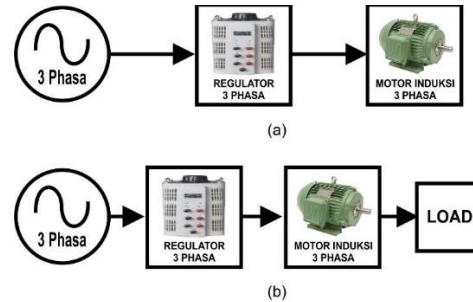 3 Phasa
REGULATOR
3 PHASA
MOTOR INDUKSI
3 PHASA
(a)
3 Phasa
REGULATOR
3 PHASA
MOTOR INDUKSI
3 PHASA
LOAD
(b)